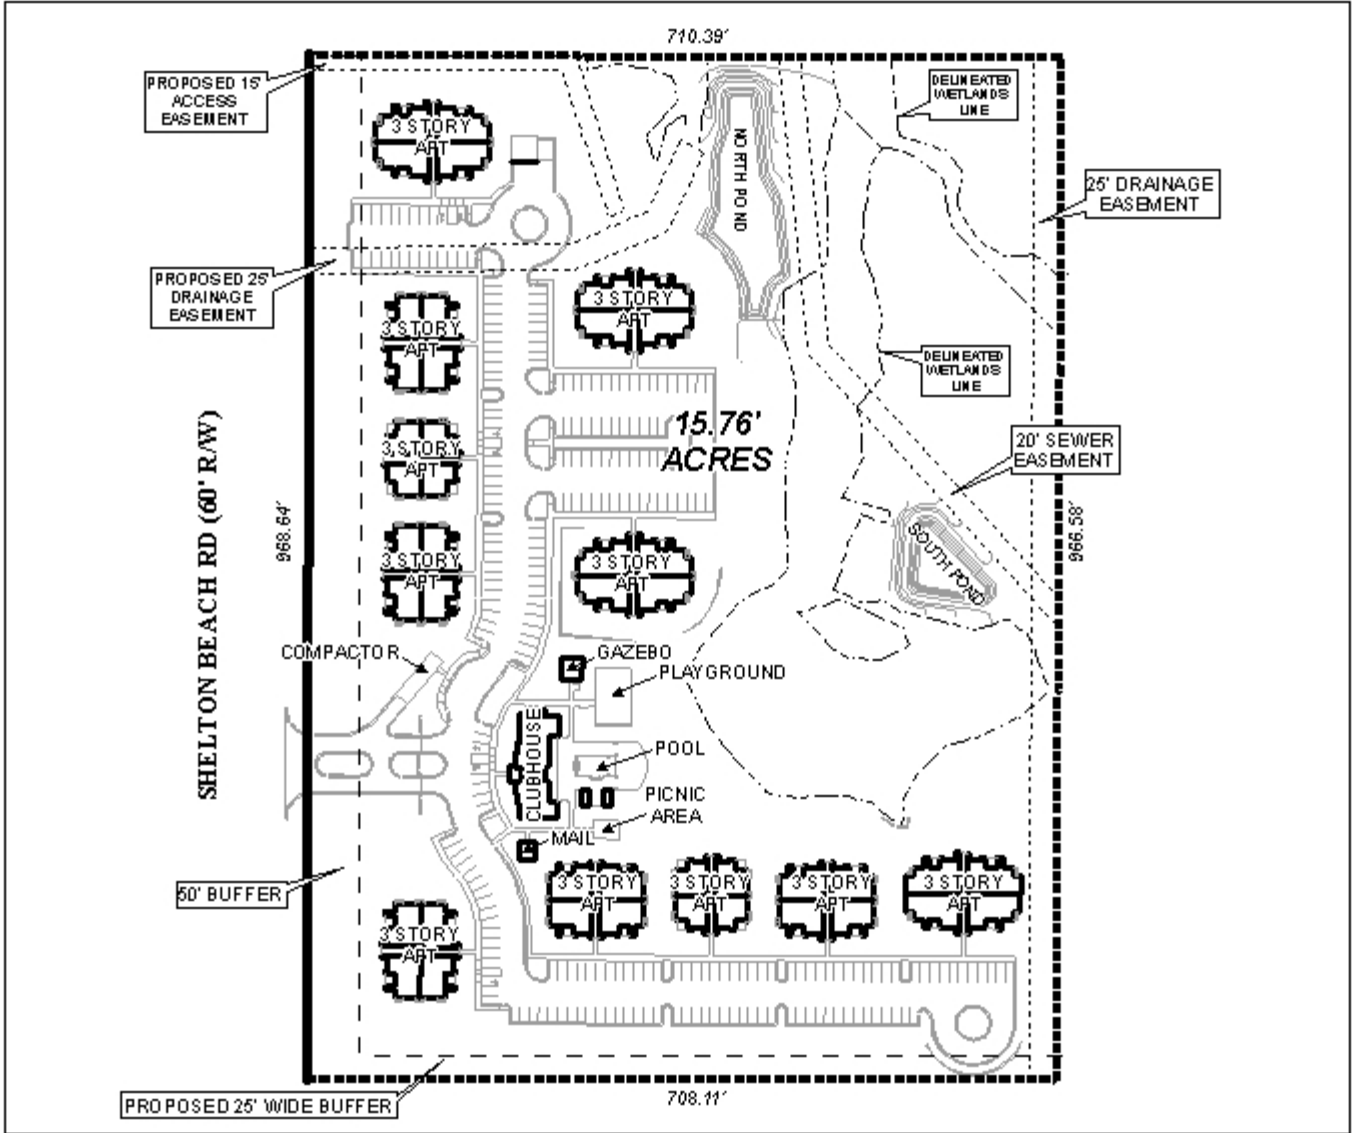 710.39'
PROPOSED 15'
ACCESS
EASEMENT
DELINEATED
WETLANDS
LINE
3 STORY
APT
NORTH POND
25' DRAINAGE
EASEMENT
PROPOSED 25'
DRAINAGE
EASEMENT
3 STORY
APT
3 STORY
APT
DELINEATED
WETLANDS
LINE
15.76'
ACRES
3 STORY
APT
20' SEWER
EASEMENT
SHELTON BEACH RD (60' R/W)
968.64'
966.58'
3 STORY
APT
3 STORY
APT
SOUTH POND
COMPACTOR
GAZEBO
PLAYGROUND
CLUBHOUSE
POOL
PICNIC
AREA
MAIL
50' BUFFER
3 STORY
APT
3 STORY
APT
3 STORY
APT
3 STORY
APT
3 STORY
APT
PROPOSED 25' WIDE BUFFER
708.11'